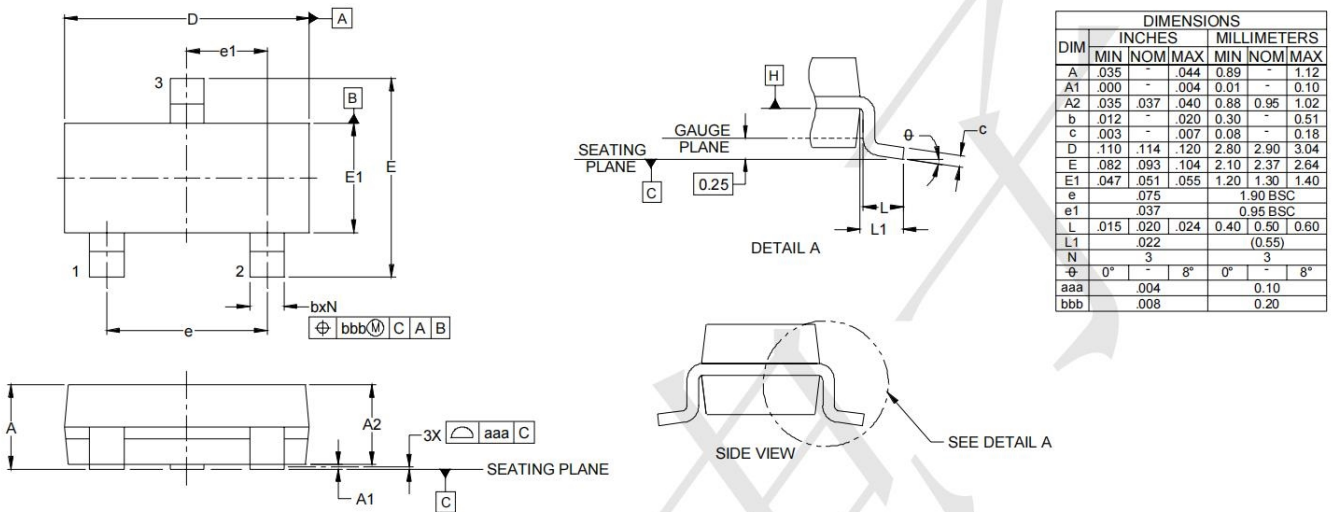 D
A
e1
3
B
E1
E
1
2
bxN
e
⌖ bbbⓂ C A B
A
A2
3X ⌓ aaa C
SEATING PLANE
A1
C
H
GAUGE
PLANE
SEATING
PLANE
C
0.25
θ
c
L
L1
DETAIL A
SIDE VIEW
SEE DETAIL A
DIMENSIONS
DIM INCHES MILLIMETERS
MIN NOM MAX MIN NOM MAX
A .035 - .044 0.89 - 1.12
A1 .000 - .004 0.01 - 0.10
A2 .035 .037 .040 0.88 0.95 1.02
b .012 - .020 0.30 - 0.51
c .003 - .007 0.08 - 0.18
D .110 .114 .120 2.80 2.90 3.04
E .082 .093 .104 2.10 2.37 2.64
E1 .047 .051 .055 1.20 1.30 1.40
e .075 1.90 BSC
e1 .037 0.95 BSC
L .015 .020 .024 0.40 0.50 0.60
L1 .022 (0.55)
N 3 3
θ 0° - 8° 0° - 8°
aaa .004 0.10
bbb .008 0.20